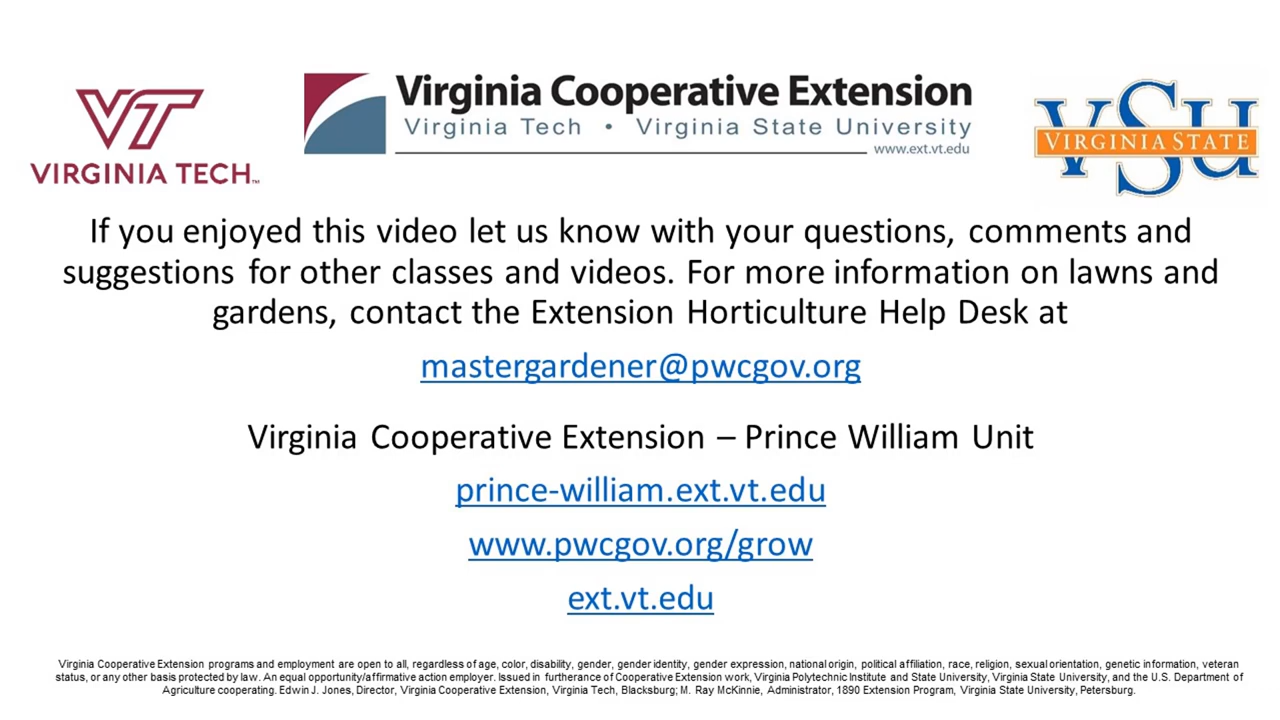 VT
VIRGINIA TECH™
Virginia Cooperative Extension
Virginia Tech • Virginia State University
www.ext.vt.edu
VSU
VIRGINIA STATE
If you enjoyed this video let us know with your questions, comments and
suggestions for other classes and videos. For more information on lawns and
gardens, contact the Extension Horticulture Help Desk at
mastergardener@pwcgov.org
Virginia Cooperative Extension – Prince William Unit
prince-william.ext.vt.edu
www.pwcgov.org/grow
ext.vt.edu
Virginia Cooperative Extension programs and employment are open to all, regardless of age, color, disability, gender, gender identity, gender expression, national origin, political affiliation, race, religion, sexual orientation, genetic information, veteran
status, or any other basis protected by law. An equal opportunity/affirmative action employer. Issued in furtherance of Cooperative Extension work, Virginia Polytechnic Institute and State University, Virginia State University, and the U.S. Department of
Agriculture cooperating. Edwin J. Jones, Director, Virginia Cooperative Extension, Virginia Tech, Blacksburg; M. Ray McKinnie, Administrator, 1890 Extension Program, Virginia State University, Petersburg.